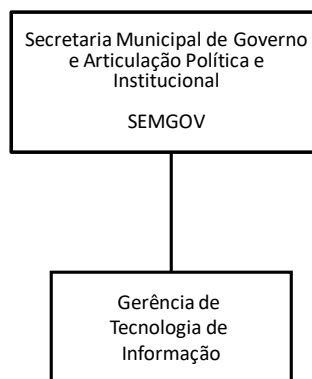 Secretaria Municipal de Governo
e Articulação Política e
Institucional
SEMGOV
Gerência de
Tecnologia de
Informação